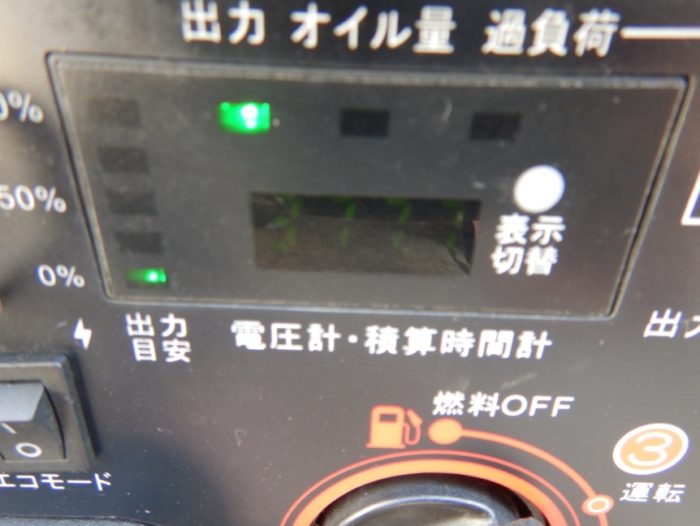 出力 オイル量 過負荷
0%
50%
表示
切替
0%
出力
目安
電圧計・積算時間計
出力
燃料OFF
3
運転
エコモード